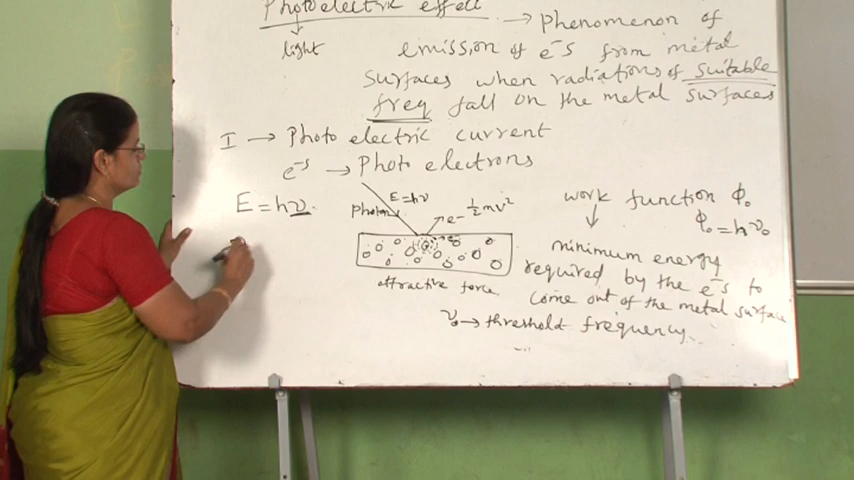 Photoelectric effect → Phenomenon of
light
emission of e⁻s from metal
surfaces when radiations of suitable
freq fall on the metal surfaces
I → Photo electric current
e⁻s → Photo electrons
E = hν
Photon
E = hν
e⁻ ½mv²
attractive force
work function ϕ₀
ϕ₀ = hν₀
minimum energy
required by the e⁻s to
come out of the metal surface
ν₀ → threshold frequency